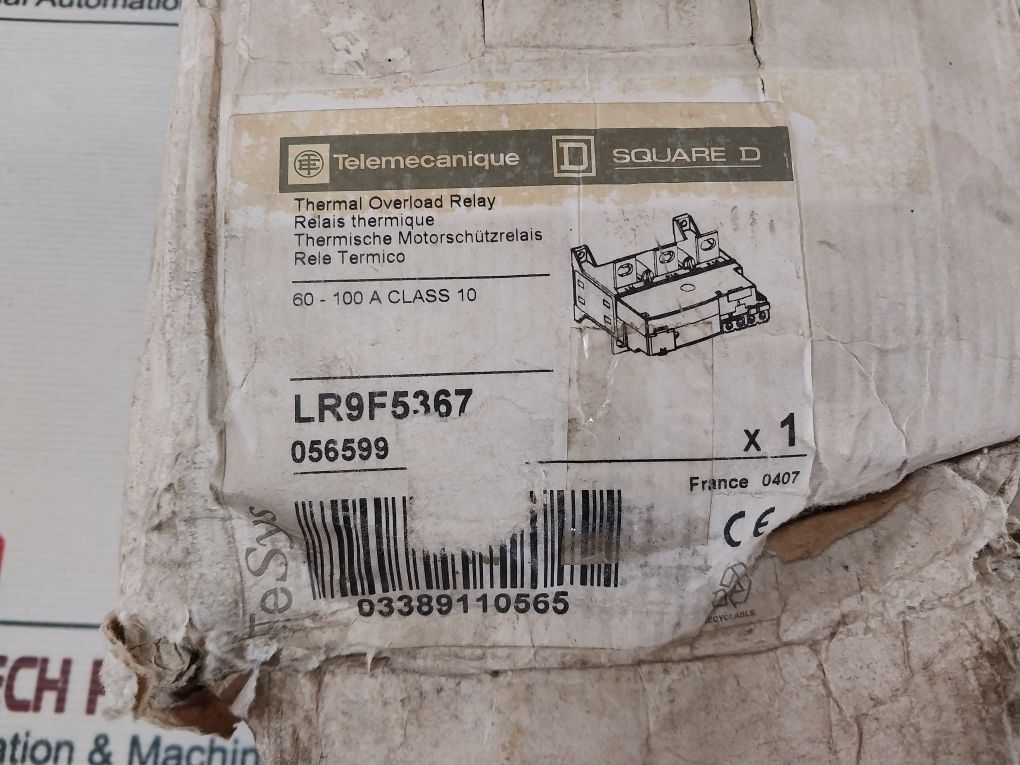 Telemecanique
D SQUARE D
Thermal Overload Relay
Relais thermique
Thermische Motorschützrelais
Rele Termico
60 - 100 A CLASS 10
LR9F5367
056599
x 1
France 0407
CE
TeSys
03389110565
& Machin